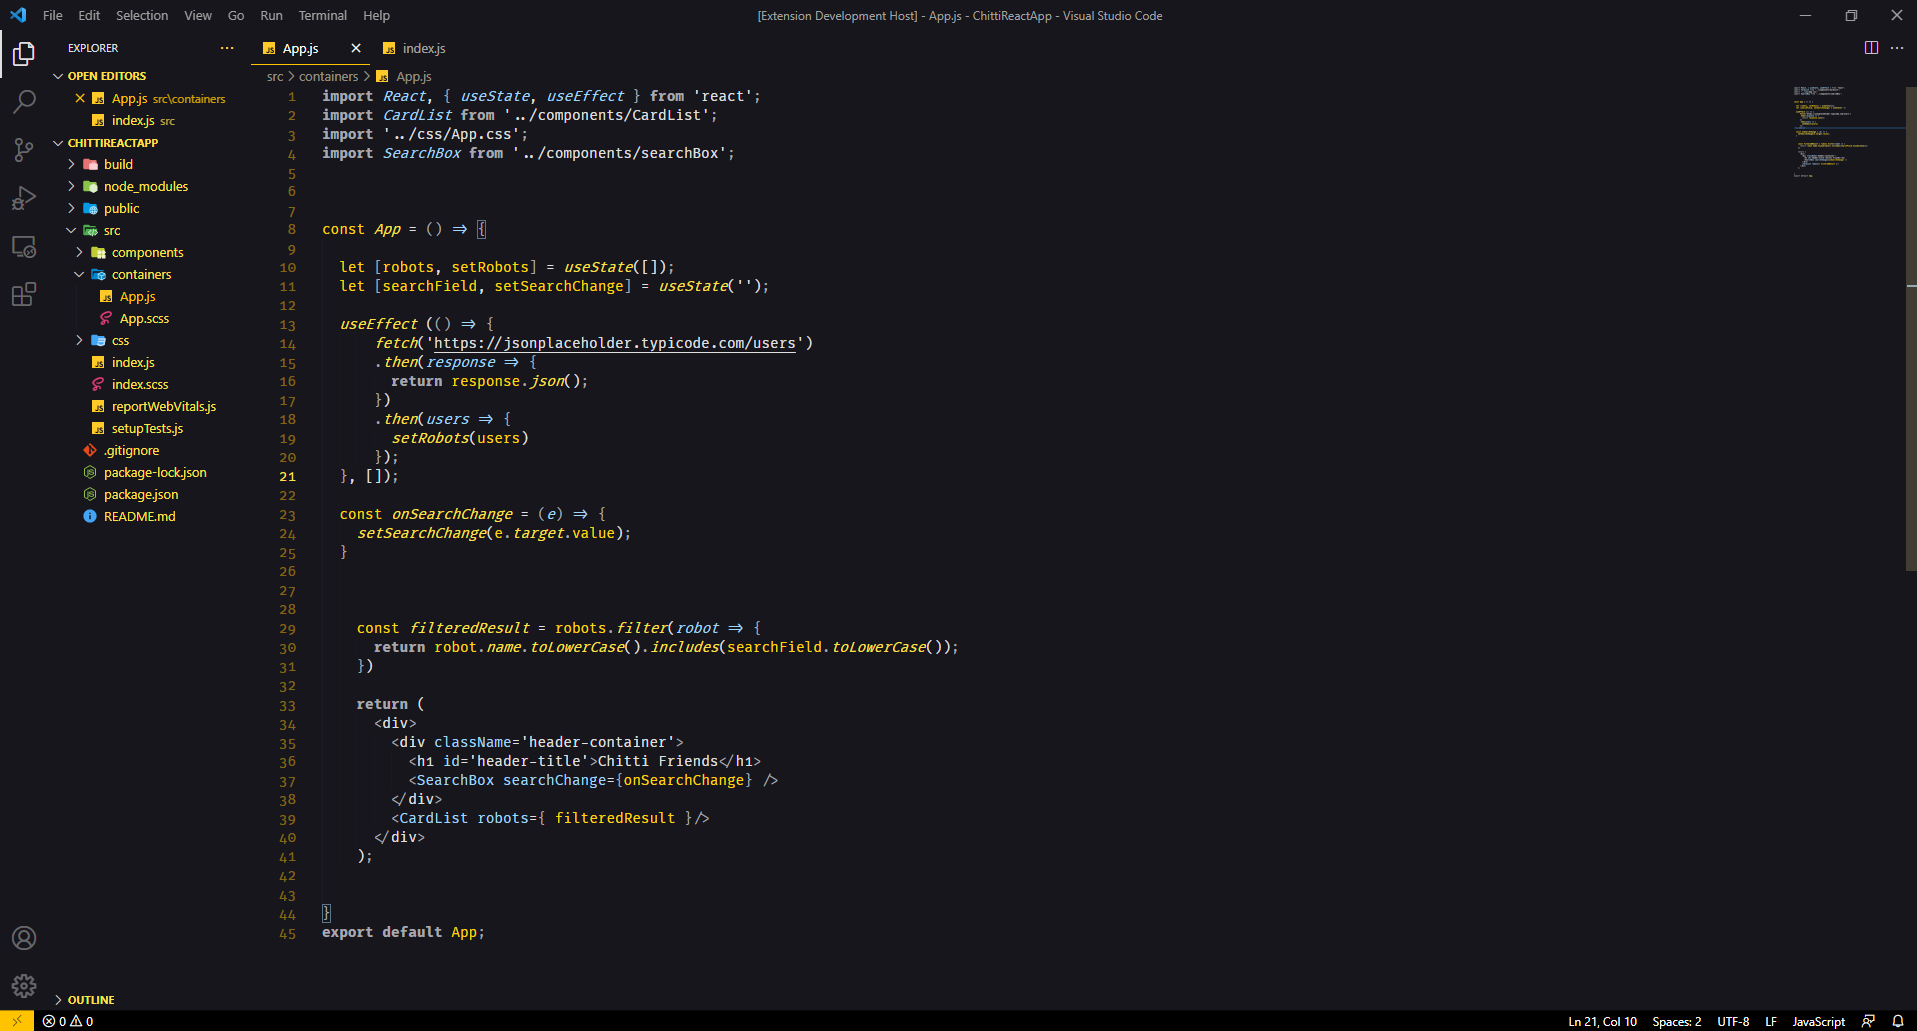 File Edit Selection View Go Run Terminal Help
[Extension Development Host] - App.js - ChittiReactApp - Visual Studio Code
EXPLORER
OPEN EDITORS
App.js src\containers
index.js src
CHITTIREACTAPP
build
node_modules
public
src
components
containers
App.js
App.scss
css
index.js
index.scss
reportWebVitals.js
setupTests.js
.gitignore
package-lock.json
package.json
README.md
OUTLINE
App.js index.js
src > containers > App.js
1 import React, { useState, useEffect } from 'react';
2 import CardList from '../components/CardList';
3 import '../css/App.css';
4 import SearchBox from '../components/searchBox';
5
6
7
8 const App = () => {
9
10 let [robots, setRobots] = useState([]);
11 let [searchField, setSearchChange] = useState('');
12
13 useEffect (() => {
14 fetch('https://jsonplaceholder.typicode.com/users')
15 .then(response => {
16 return response.json();
17 })
18 .then(users => {
19 setRobots(users)
20 });
21 }, []);
22
23 const onSearchChange = (e) => {
24 setSearchChange(e.target.value);
25 }
26
27
28
29 const filteredResult = robots.filter(robot => {
30 return robot.name.toLowerCase().includes(searchField.toLowerCase());
31 })
32
33 return (
34 <div>
35 <div className='header-container'>
36 <h1 id='header-title'>Chitti Friends</h1>
37 <SearchBox searchChange={onSearchChange} />
38 </div>
39 <CardList robots={ filteredResult }/>
40 </div>
41 );
42
43
44 }
45 export default App;
0 0
Ln 21, Col 10 Spaces: 2 UTF-8 LF JavaScript